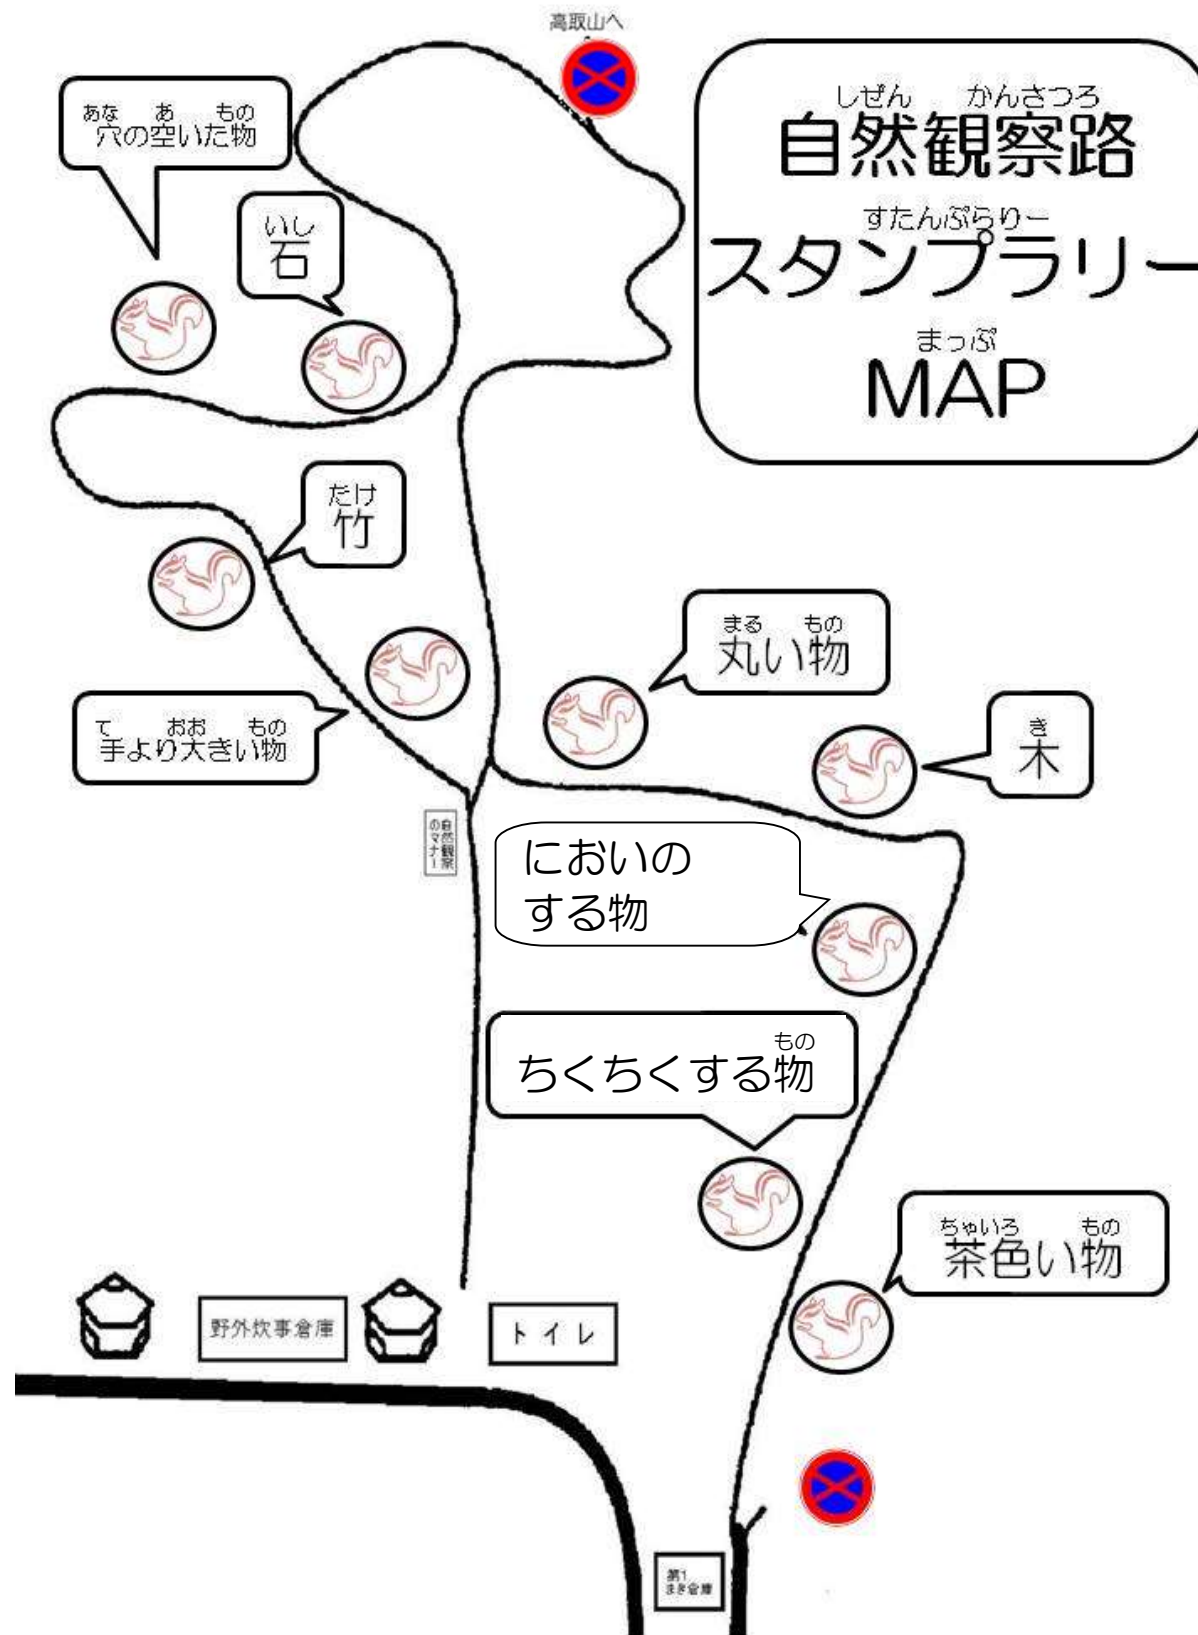 高取山へ
しぜん かんさつろ
自然観察路
すたんぷらりー
スタンプラリー
まっぷ
MAP
あな あ もの
穴の空いた物
いし
石
たけ
竹
まる もの
丸い物
て おお もの
手より大きい物
き
木
自然観察
のマナー
においの
する物
もの
ちくちくする物
ちゃいろ もの
茶色い物
野外炊事倉庫
トイレ
第1
まき倉庫